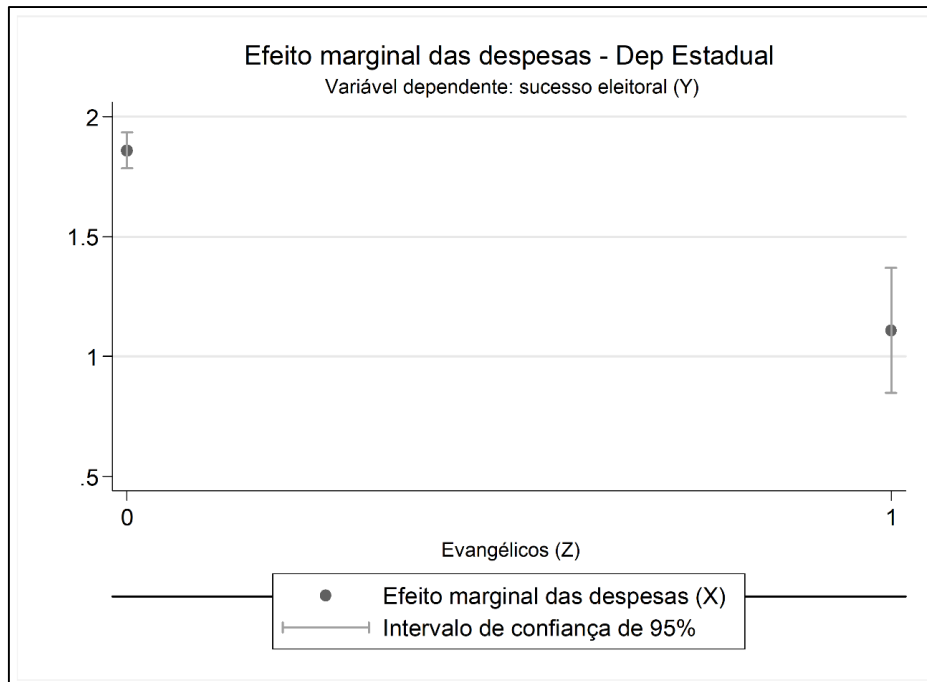 Efeito marginal das despesas - Dep Estadual
Variável dependente: sucesso eleitoral (Y)
2
1.5
1
.5
0 1
Evangélicos (Z)
Efeito marginal das despesas (X)
Intervalo de confiança de 95%